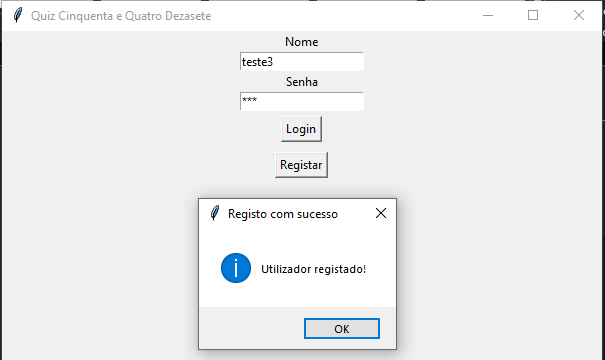 Quiz Cinquenta e Quatro Dezasete
Nome
teste3
Senha
***
Login
Registar
Registo com sucesso
Utilizador registado!
OK